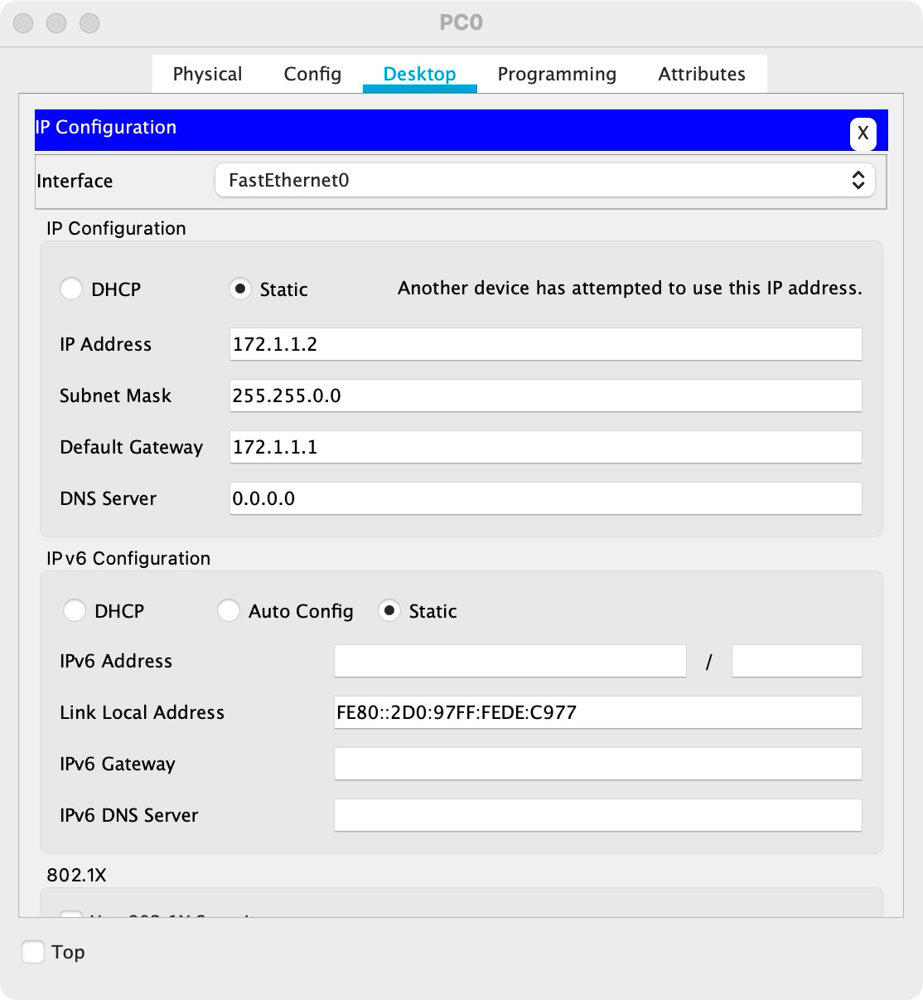 PC0
Physical Config Desktop Programming Attributes
IP Configuration X
Interface FastEthernet0
IP Configuration
DHCP Static Another device has attempted to use this IP address.
IP Address 172.1.1.2
Subnet Mask 255.255.0.0
Default Gateway 172.1.1.1
DNS Server 0.0.0.0
IPv6 Configuration
DHCP Auto Config Static
IPv6 Address /
Link Local Address FE80::2D0:97FF:FEDE:C977
IPv6 Gateway
IPv6 DNS Server
802.1X
Top